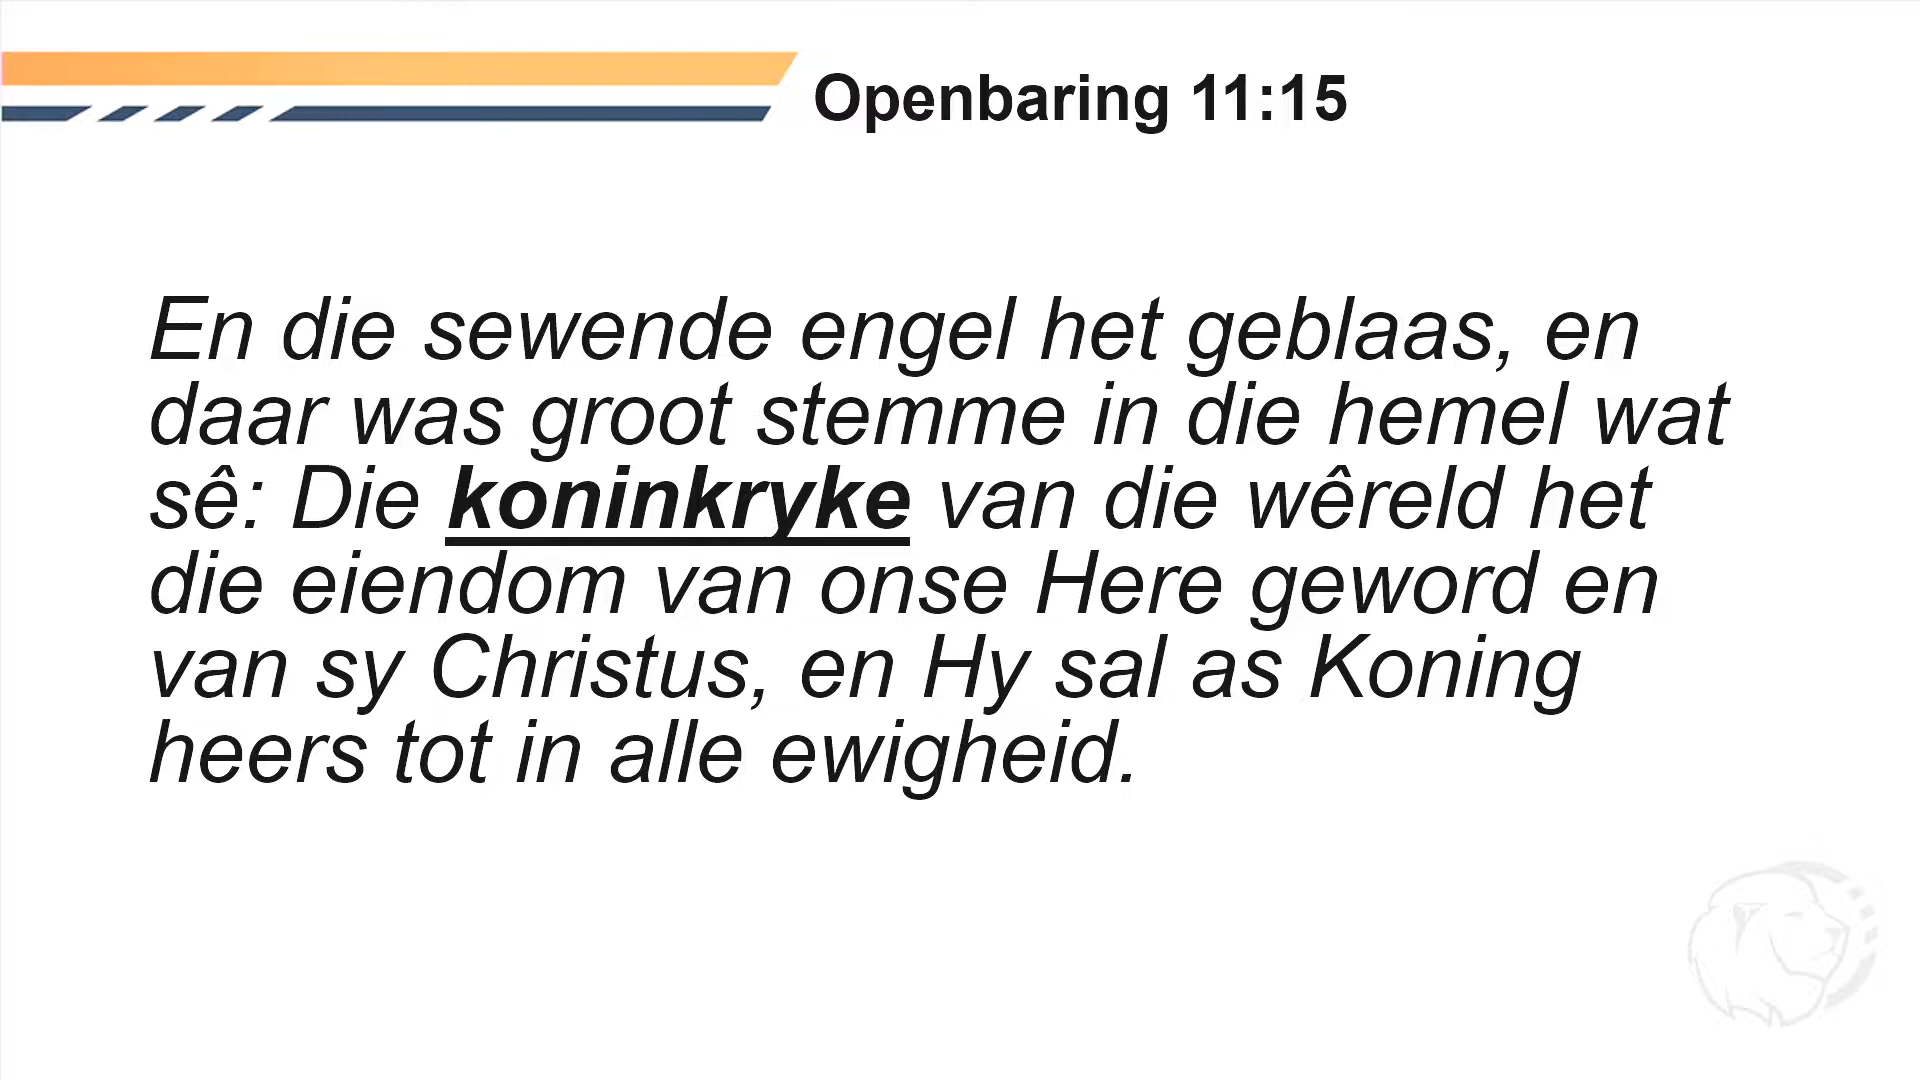 Openbaring 11:15
En die sewende engel het geblaas, en
daar was groot stemme in die hemel wat
sê: Die koninkryke van die wêreld het
die eiendom van onse Here geword en
van sy Christus, en Hy sal as Koning
heers tot in alle ewigheid.